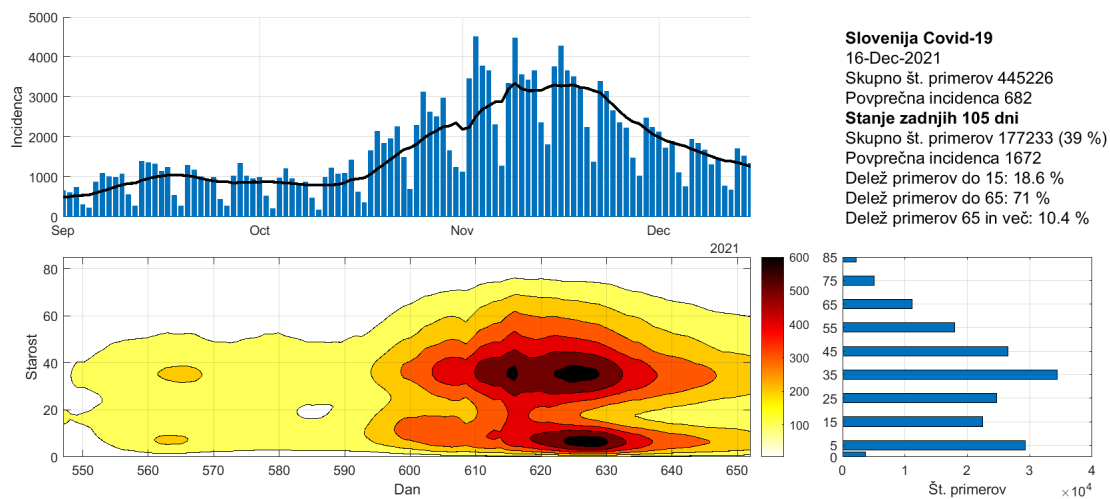 5000
4000
3000
2000
1000
0
Incidenca
Sep
Oct
Nov
Dec
2021
Slovenija Covid-19
16-Dec-2021
Skupno št. primerov 445226
Povprečna incidenca 682
Stanje zadnjih 105 dni
Skupno št. primerov 177233 (39 %)
Povprečna incidenca 1672
Delež primerov do 15: 18.6 %
Delež primerov do 65: 71 %
Delež primerov 65 in več: 10.4 %
80
60
40
20
0
Starost
550
560
570
580
590
600
610
620
630
640
650
Dan
600
500
400
300
200
100
85
75
65
55
45
35
25
15
5
0
0
1
2
3
4
Št. primerov
×10⁴